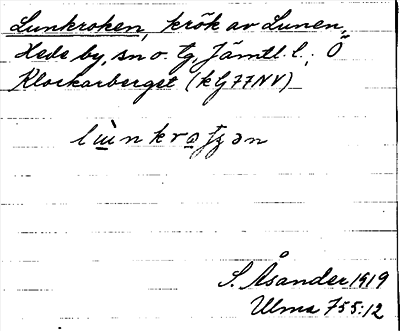 Lunkroken, krök av Lunen,
Hede by, sn o. tg, Jämtl. l., Ö
Klockarberget (kG77NV)
S. Åsander 1919
Ulma 755:12